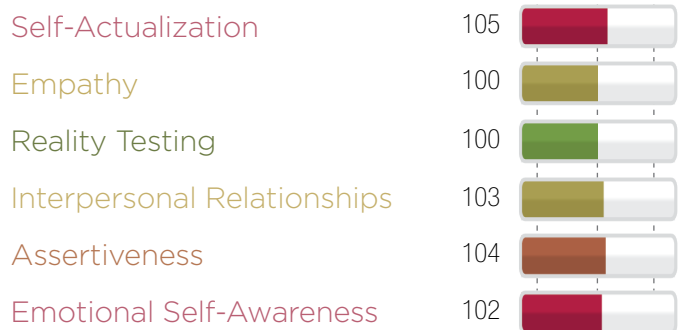 Self-Actualization 105
Empathy 100
Reality Testing 100
Interpersonal Relationships 103
Assertiveness 104
Emotional Self-Awareness 102